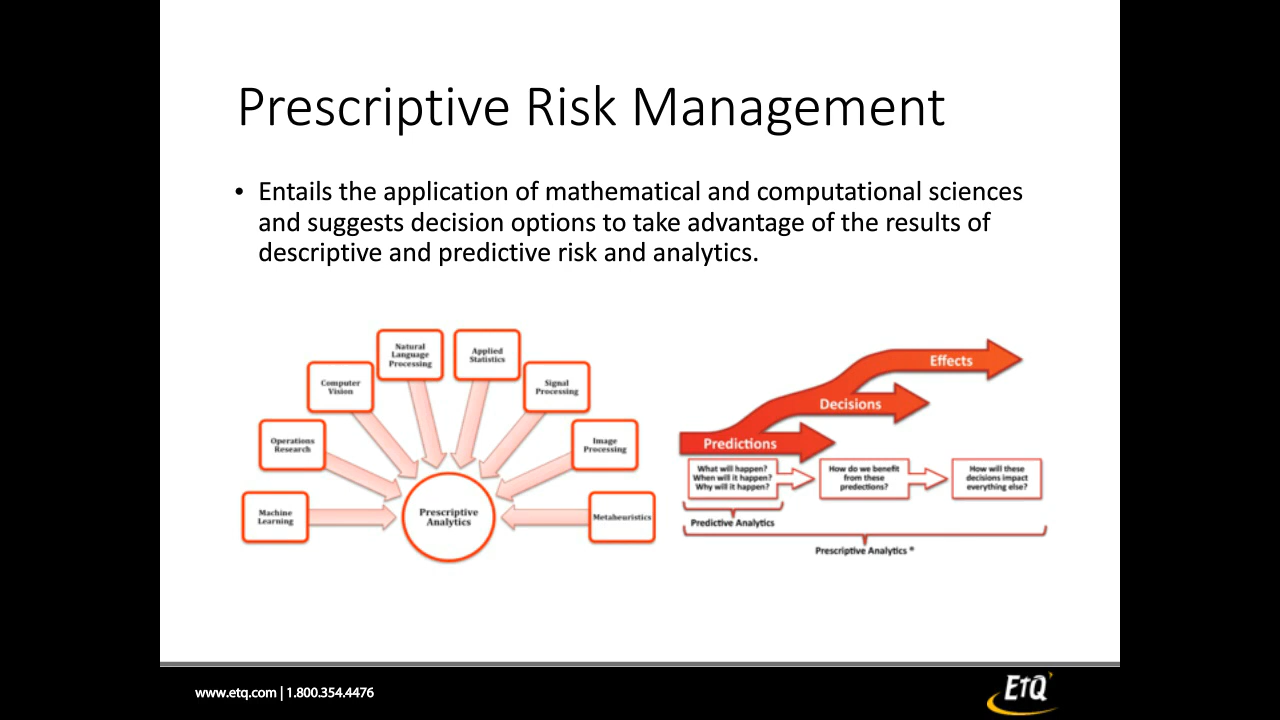 Prescriptive Risk Management
• Entails the application of mathematical and computational sciences
and suggests decision options to take advantage of the results of
descriptive and predictive risk and analytics.
Natural
Language
Processing
Applied
Statistics
Computer
Vision
Signal
Processing
Operations
Research
Image
Processing
Machine
Learning
Prescriptive
Analytics
Metaheuristics
Effects
Decisions
Predictions
What will happen?
When will it happen?
Why will it happen?
How do we benefit
from these
predections?
How will these
decisions impact
everything else?
Predictive Analytics
Prescriptive Analytics ®
www.etq.com | 1.800.354.4476
ETQ